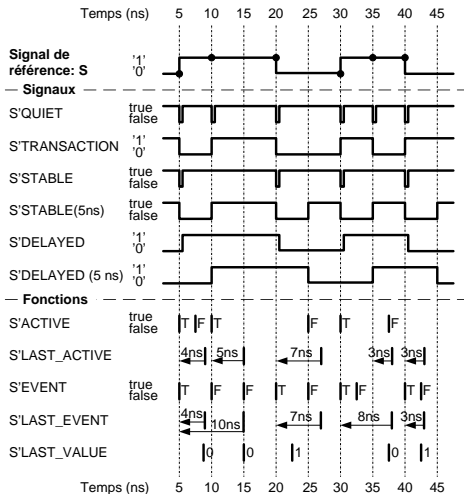 Temps (ns) 5 10 15 20 25 30 35 40 45
Signal de
référence: S
'1'
'0'
Signaux
S'QUIET true
false
S'TRANSACTION '1'
'0'
S'STABLE true
false
S'STABLE(5ns) true
false
S'DELAYED '1'
'0'
S'DELAYED (5 ns) '1'
'0'
Fonctions
S'ACTIVE true
false T F T F T F
S'LAST_ACTIVE 4ns 5ns 7ns 3ns 3ns
S'EVENT true
false T F F T F T F T F
S'LAST_EVENT 4ns 10ns 7ns 8ns 3ns
S'LAST_VALUE 0 0 1 0 1
Temps (ns) 5 10 15 20 25 30 35 40 45